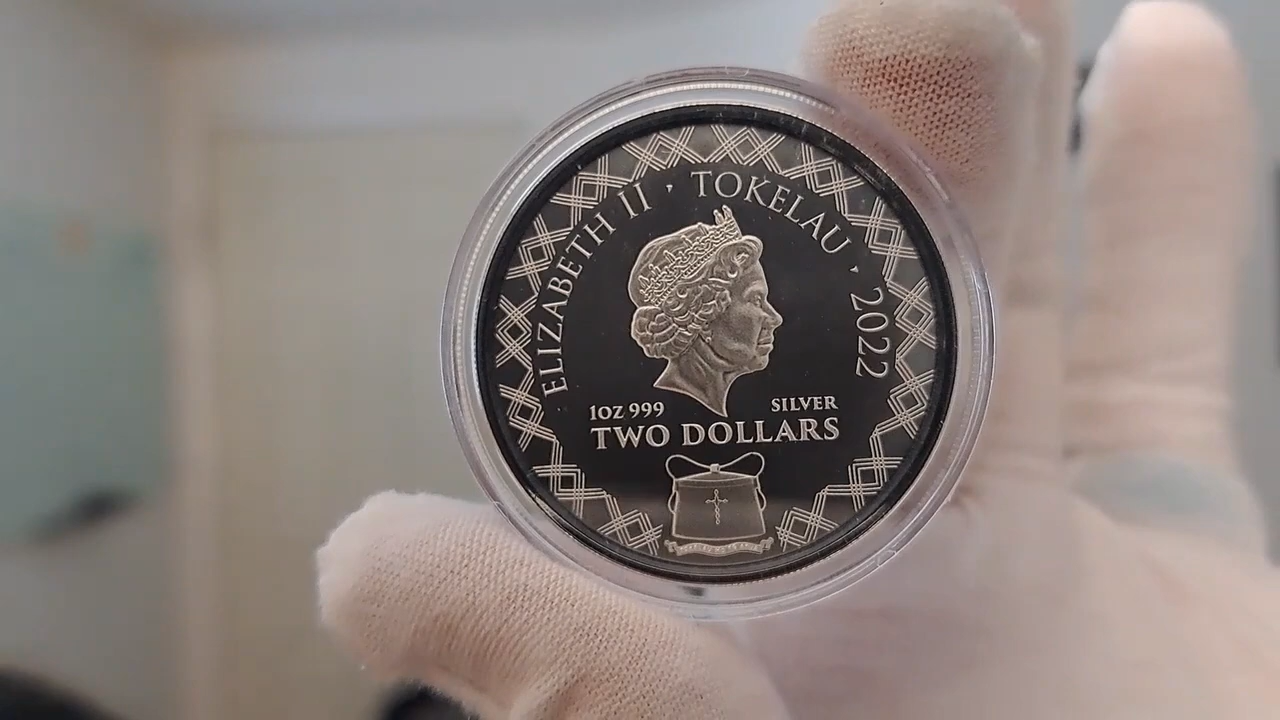 ELIZABETH II · TOKELAU · 2022
1OZ 999 SILVER
TWO DOLLARS